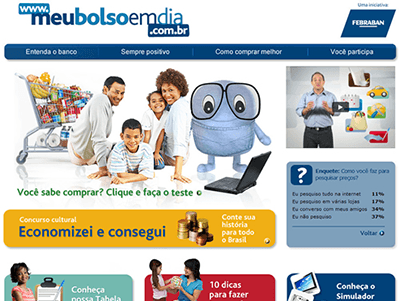 www.
meubolsoemdia
.com.br
Uma iniciativa
FEBRABAN
Entenda o banco
Sempre positivo
Como comprar melhor
Você participa
Você sabe comprar? Clique e faça o teste
Concurso cultural
Economizei e consegui
Conte sua
história
para todo
o Brasil
Enquete: Como você faz para
pesquisar preços?
Eu pesquiso tudo na internet 11%
Eu pesquiso em várias lojas 17%
Eu converso com meus amigos 34%
Eu não pesquiso 37%
Voltar
Conheça
nossa Tabela
10 dicas
para fazer
Conheça
o Simulador